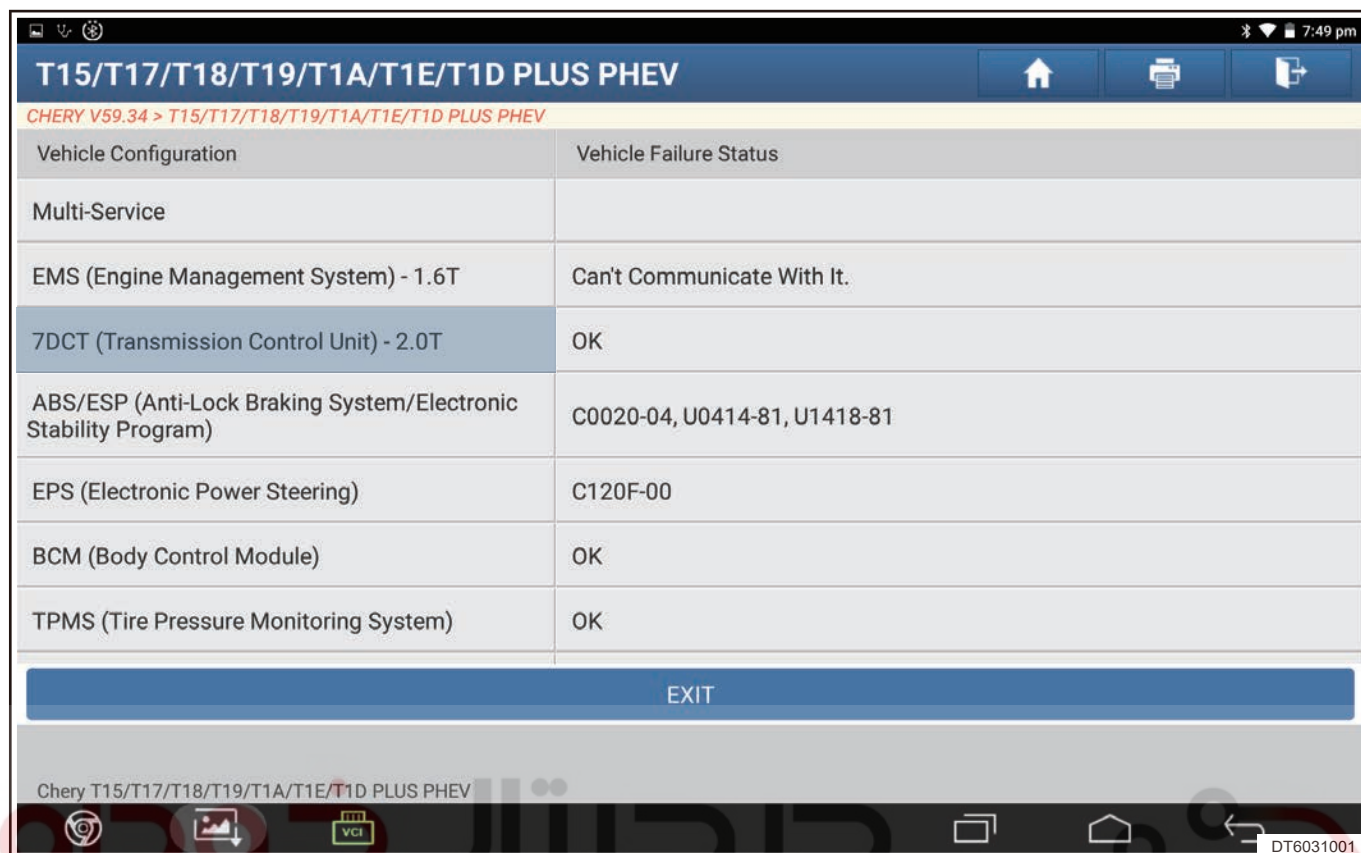 7:49 pm
T15/T17/T18/T19/T1A/T1E/T1D PLUS PHEV
CHERY V59.34 > T15/T17/T18/T19/T1A/T1E/T1D PLUS PHEV
Vehicle Configuration
Vehicle Failure Status
Multi-Service
EMS (Engine Management System) - 1.6T
Can't Communicate With It.
7DCT (Transmission Control Unit) - 2.0T
OK
ABS/ESP (Anti-Lock Braking System/Electronic
Stability Program)
C0020-04, U0414-81, U1418-81
EPS (Electronic Power Steering)
C120F-00
BCM (Body Control Module)
OK
TPMS (Tire Pressure Monitoring System)
OK
EXIT
Chery T15/T17/T18/T19/T1A/T1E/T1D PLUS PHEV
VCI
DT6031001